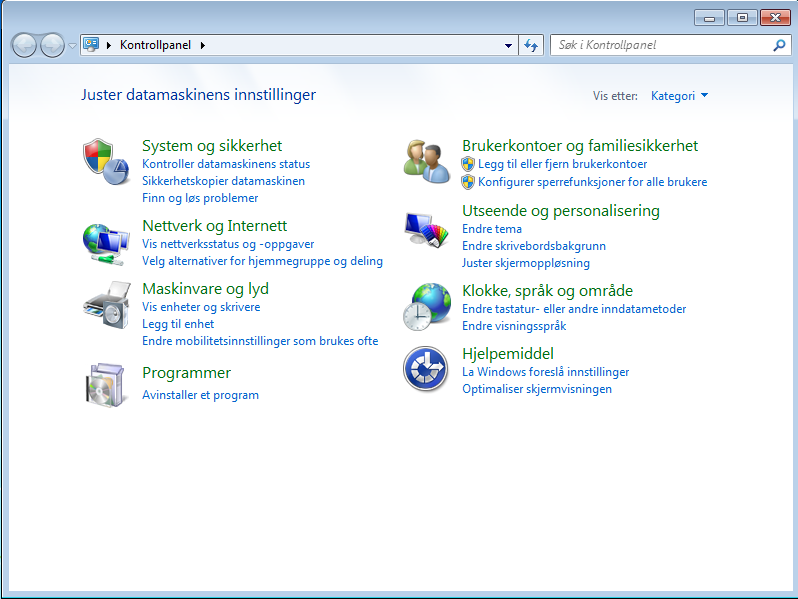 Kontrollpanel
Søk i Kontrollpanel
Juster datamaskinens innstillinger
Vis etter: Kategori
System og sikkerhet
Kontroller datamaskinens status
Sikkerhetskopier datamaskinen
Finn og løs problemer
Nettverk og Internett
Vis nettverksstatus og -oppgaver
Velg alternativer for hjemmegruppe og deling
Maskinvare og lyd
Vis enheter og skrivere
Legg til enhet
Endre mobilitetsinnstillinger som brukes ofte
Programmer
Avinstaller et program
Brukerkontoer og familiesikkerhet
Legg til eller fjern brukerkontoer
Konfigurer sperrefunksjoner for alle brukere
Utseende og personalisering
Endre tema
Endre skrivebordsbakgrunn
Juster skjermoppløsning
Klokke, språk og område
Endre tastatur- eller andre inndatametoder
Endre visningsspråk
Hjelpemiddel
La Windows foreslå innstillinger
Optimaliser skjermvisningen